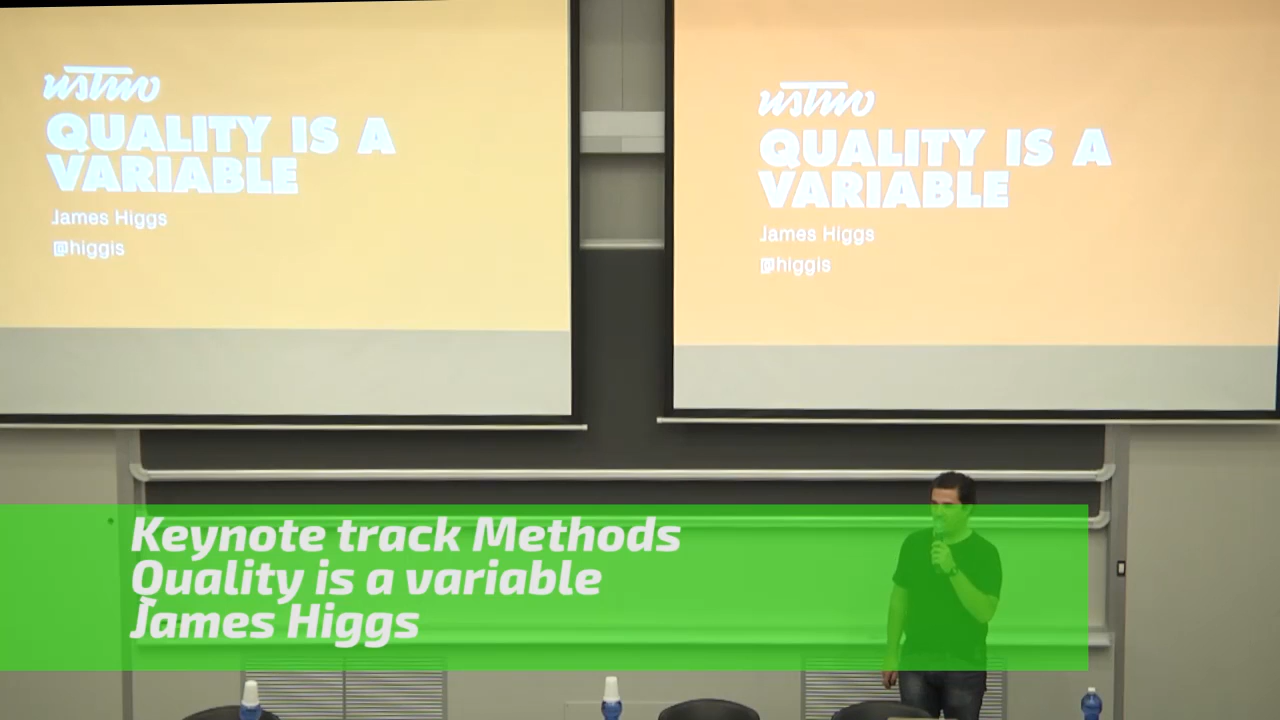 ustwo
QUALITY IS A
VARIABLE
James Higgs
@higgis
ustwo
QUALITY IS A
VARIABLE
James Higgs
@higgis
Keynote track Methods
Quality is a variable
James Higgs